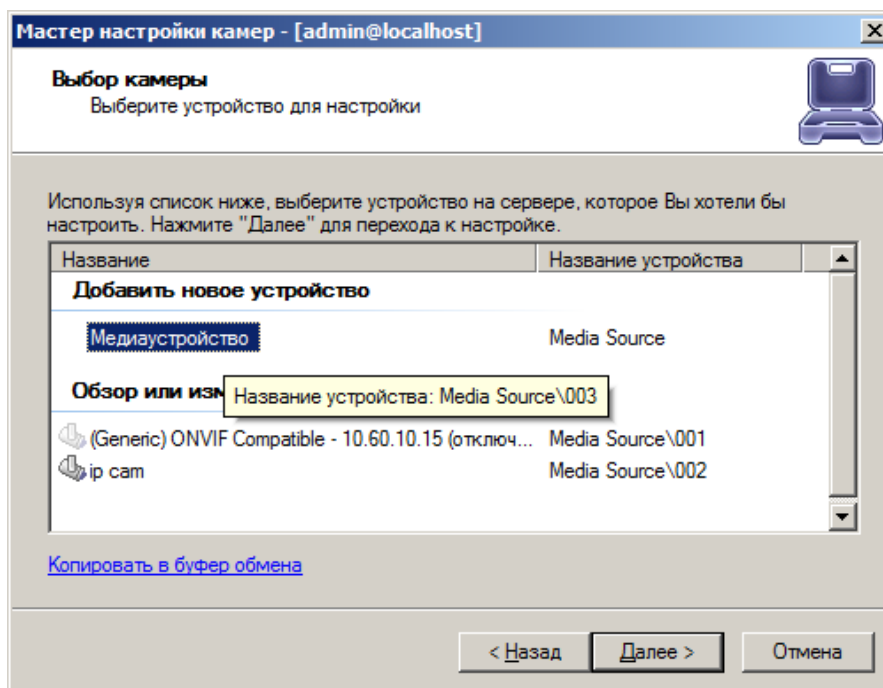 Мастер настройки камер - [admin@localhost]
Выбор камеры
Выберите устройство для настройки
Используя список ниже, выберите устройство на сервере, которое Вы хотели бы
настроить. Нажмите "Далее" для перехода к настройке.
Название Название устройства
Добавить новое устройство
Медиаустройство Media Source
Обзор или изм
Название устройства: Media Source\003
(Generic) ONVIF Compatible - 10.60.10.15 (отключ... Media Source\001
ip cam Media Source\002
Копировать в буфер обмена
< Назад Далее > Отмена